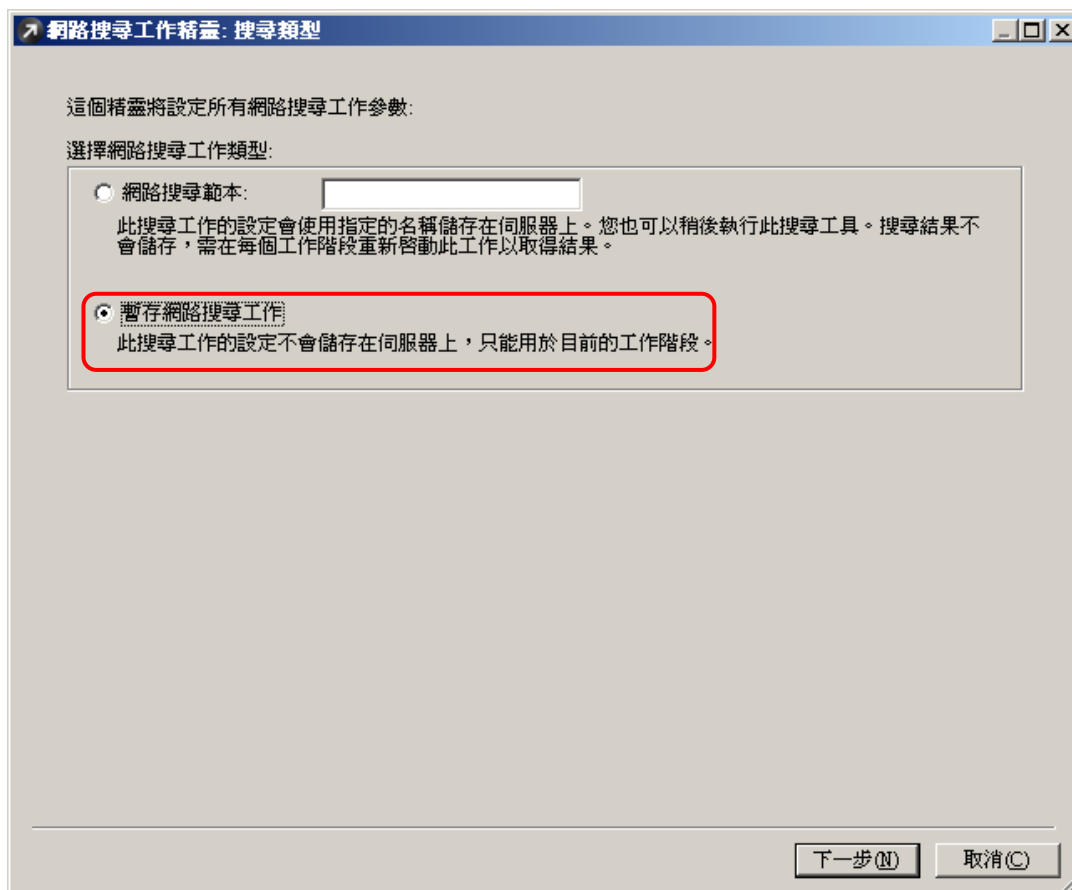 網路搜尋工作精靈: 搜尋類型
這個精靈將設定所有網路搜尋工作參數:
選擇網路搜尋工作類型:
網路搜尋範本:
此搜尋工作的設定會使用指定的名稱儲存在伺服器上。您也可以稍後執行此搜尋工具。搜尋結果不
會儲存，需在每個工作階段重新啓動此工作以取得結果。
暫存網路搜尋工作
此搜尋工作的設定不會儲存在伺服器上，只能用於目前的工作階段。
下一步(N) 取消(C)